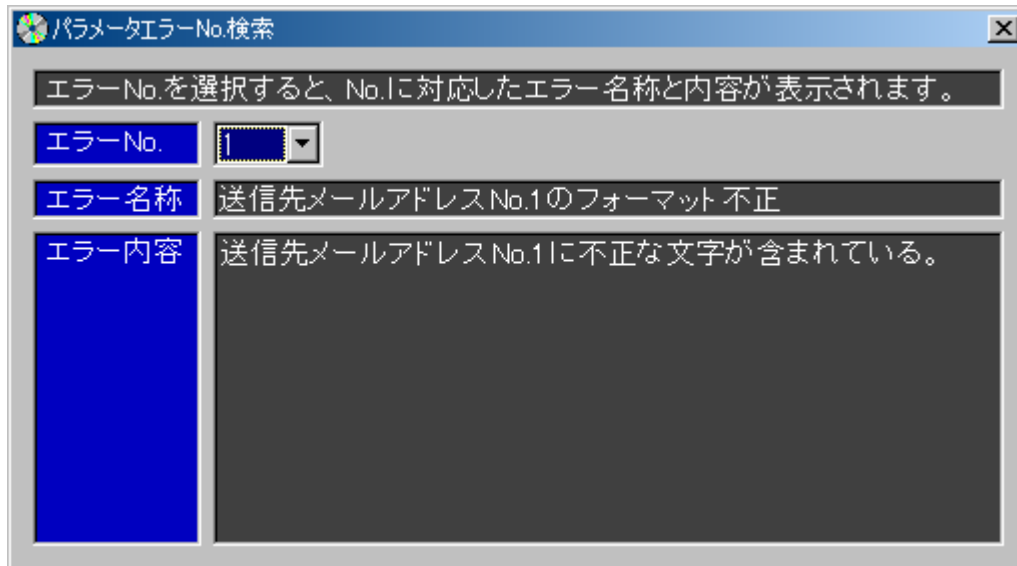 パラメータエラーNo.検索
エラーNo.を選択すると、No.に対応したエラー名称と内容が表示されます。
エラーNo. 1
エラー名称 送信先メールアドレスNo.1のフォーマット不正
エラー内容 送信先メールアドレスNo.1に不正な文字が含まれている。